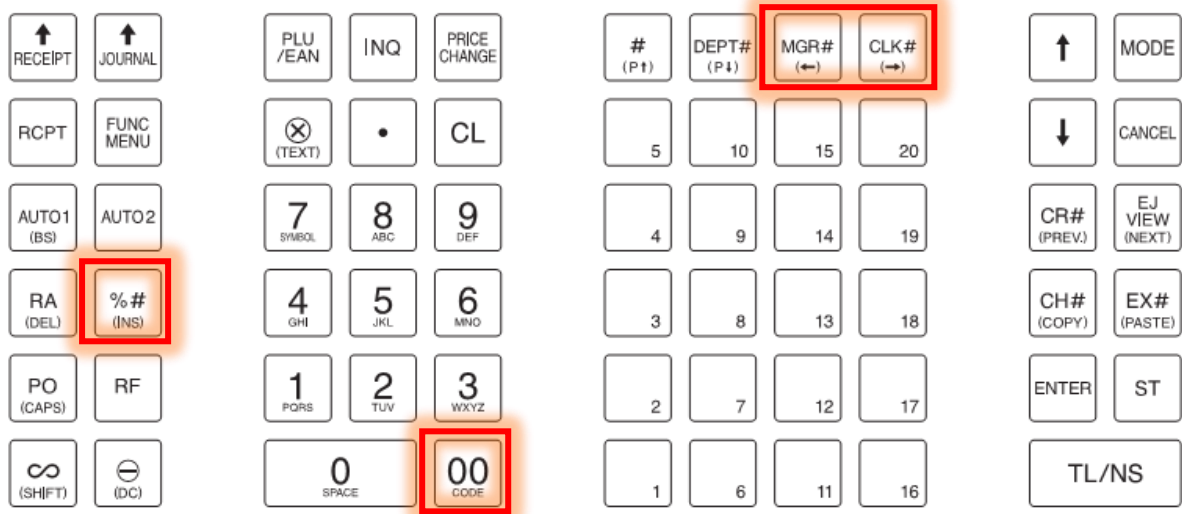 RECEIPT
JOURNAL
PLU
/EAN
INQ
PRICE
CHANGE
#
(P↑)
DEPT#
(P↓)
MGR#
(←)
CLK#
(→)
↑
MODE
RCPT
FUNC
MENU
⊗
(TEXT)
•
CL
5
10
15
20
↓
CANCEL
AUTO1
(BS)
AUTO2
7
SYMBOL
8
ABC
9
DEF
4
9
14
19
CR#
(PREV.)
EJ
VIEW
(NEXT)
RA
(DEL)
%#
(INS)
4
GHI
5
JKL
6
MNO
3
8
13
18
CH#
(COPY)
EX#
(PASTE)
PO
(CAPS)
RF
1
PQRS
2
TUV
3
WXYZ
2
7
12
17
ENTER
ST
∞
(SHIFT)
⊖
(DC)
0
SPACE
00
CODE
1
6
11
16
TL/NS